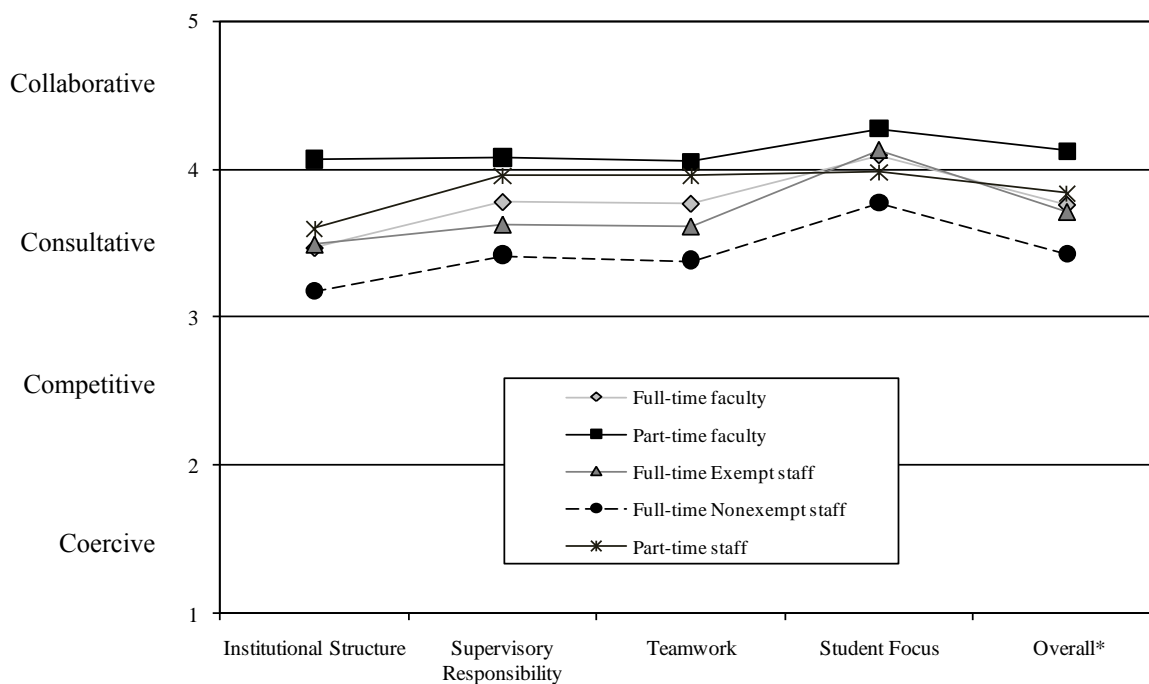 5
Collaborative
4
Consultative
3
Competitive
2
Coercive
1
Full-time faculty
Part-time faculty
Full-time Exempt staff
Full-time Nonexempt staff
Part-time staff
Institutional Structure
Supervisory
Responsibility
Teamwork
Student Focus
Overall*